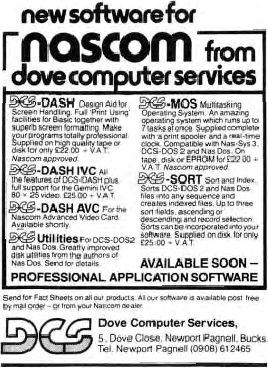 new software for
nascom from
dove computer services
DCS-DASH Design Aid for
Screen Handling. Full 'Print Using'
facilities for Basic together with
superb screen formatting. Make
your programs totally professional.
Supplied on high quality tape or
disk for only £22.00 + V.A.T.
Nascom approved.
DCS-DASH IVC All
the features of DCS-DASH plus
full support for the Gemini IVC
80 × 25 video. £25.00 + V.A.T.
DCS-DASH AVC For the
Nascom Advanced Video Card.
Available shortly.
DCS Utilities For DCS-DOS2
and Nas Dos. Greatly improved
disk utilities from the authors of
Nas Dos. Send for details.
DCS-MOS Multitasking
Operating System. An amazing
operating system which runs up to
7 tasks at once. Supplied complete
with a print spooler and a real-time
clock. Compatible with Nas-Sys 3,
DCS-DOS 2 and Nas Dos. On
tape, disk or EPROM for £22.00 +
V.A.T. Nascom approved.
DCS-SORT Sort and Index.
Sorts DCS-DOS 2 and Nas Dos
files into any sequence and
creates indexed files. Up to three
sort fields, ascending or
descending and record selection.
Sorts can be incorporated into your
software. Supplied on disk for only
£25.00 + V.A.T.
AVAILABLE SOON –
PROFESSIONAL APPLICATION SOFTWARE
Send for Fact Sheets on all our products. All our software is available post free
by mail order – or from your Nascom dealer.
DCS
Dove Computer Services,
5, Dove Close, Newport Pagnell, Bucks.
Tel. Newport Pagnell (0908) 612465